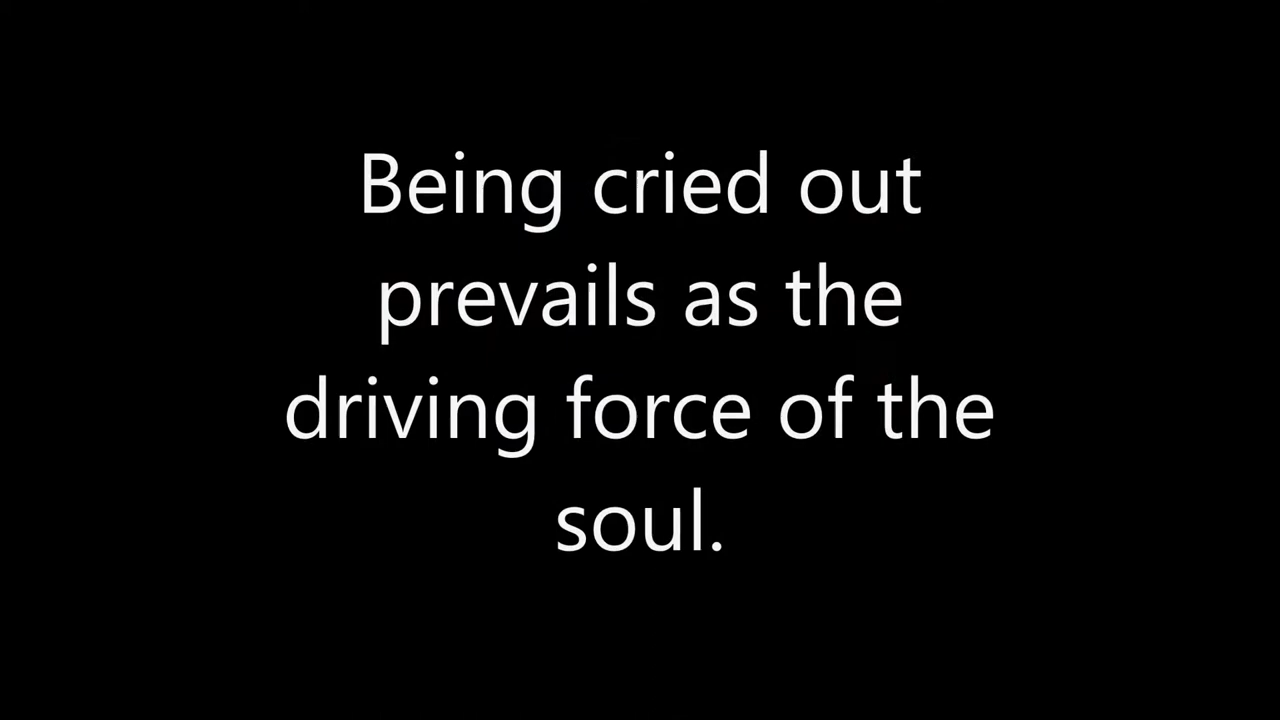 Being cried out
prevails as the
driving force of the
soul.